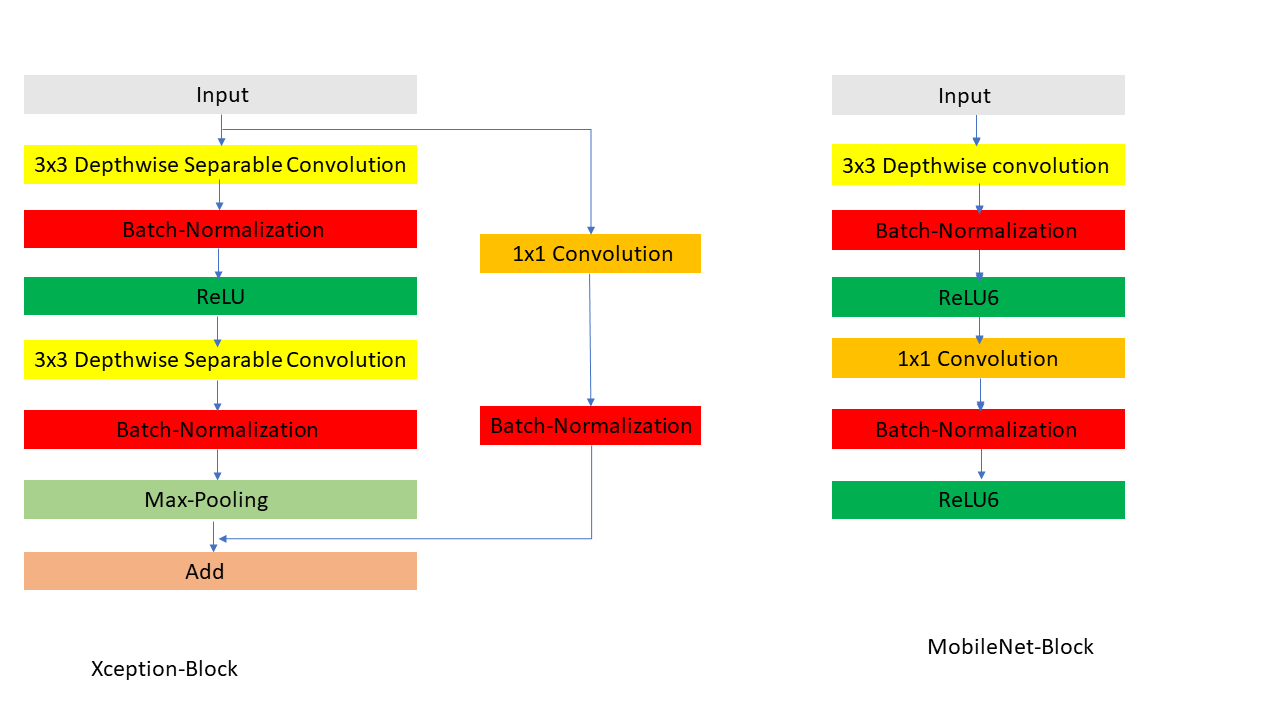 Input
3x3 Depthwise Separable Convolution
Batch-Normalization
ReLU
3x3 Depthwise Separable Convolution
Batch-Normalization
Max-Pooling
Add
1x1 Convolution
Batch-Normalization
Xception-Block
Input
3x3 Depthwise convolution
Batch-Normalization
ReLU6
1x1 Convolution
Batch-Normalization
ReLU6
MobileNet-Block